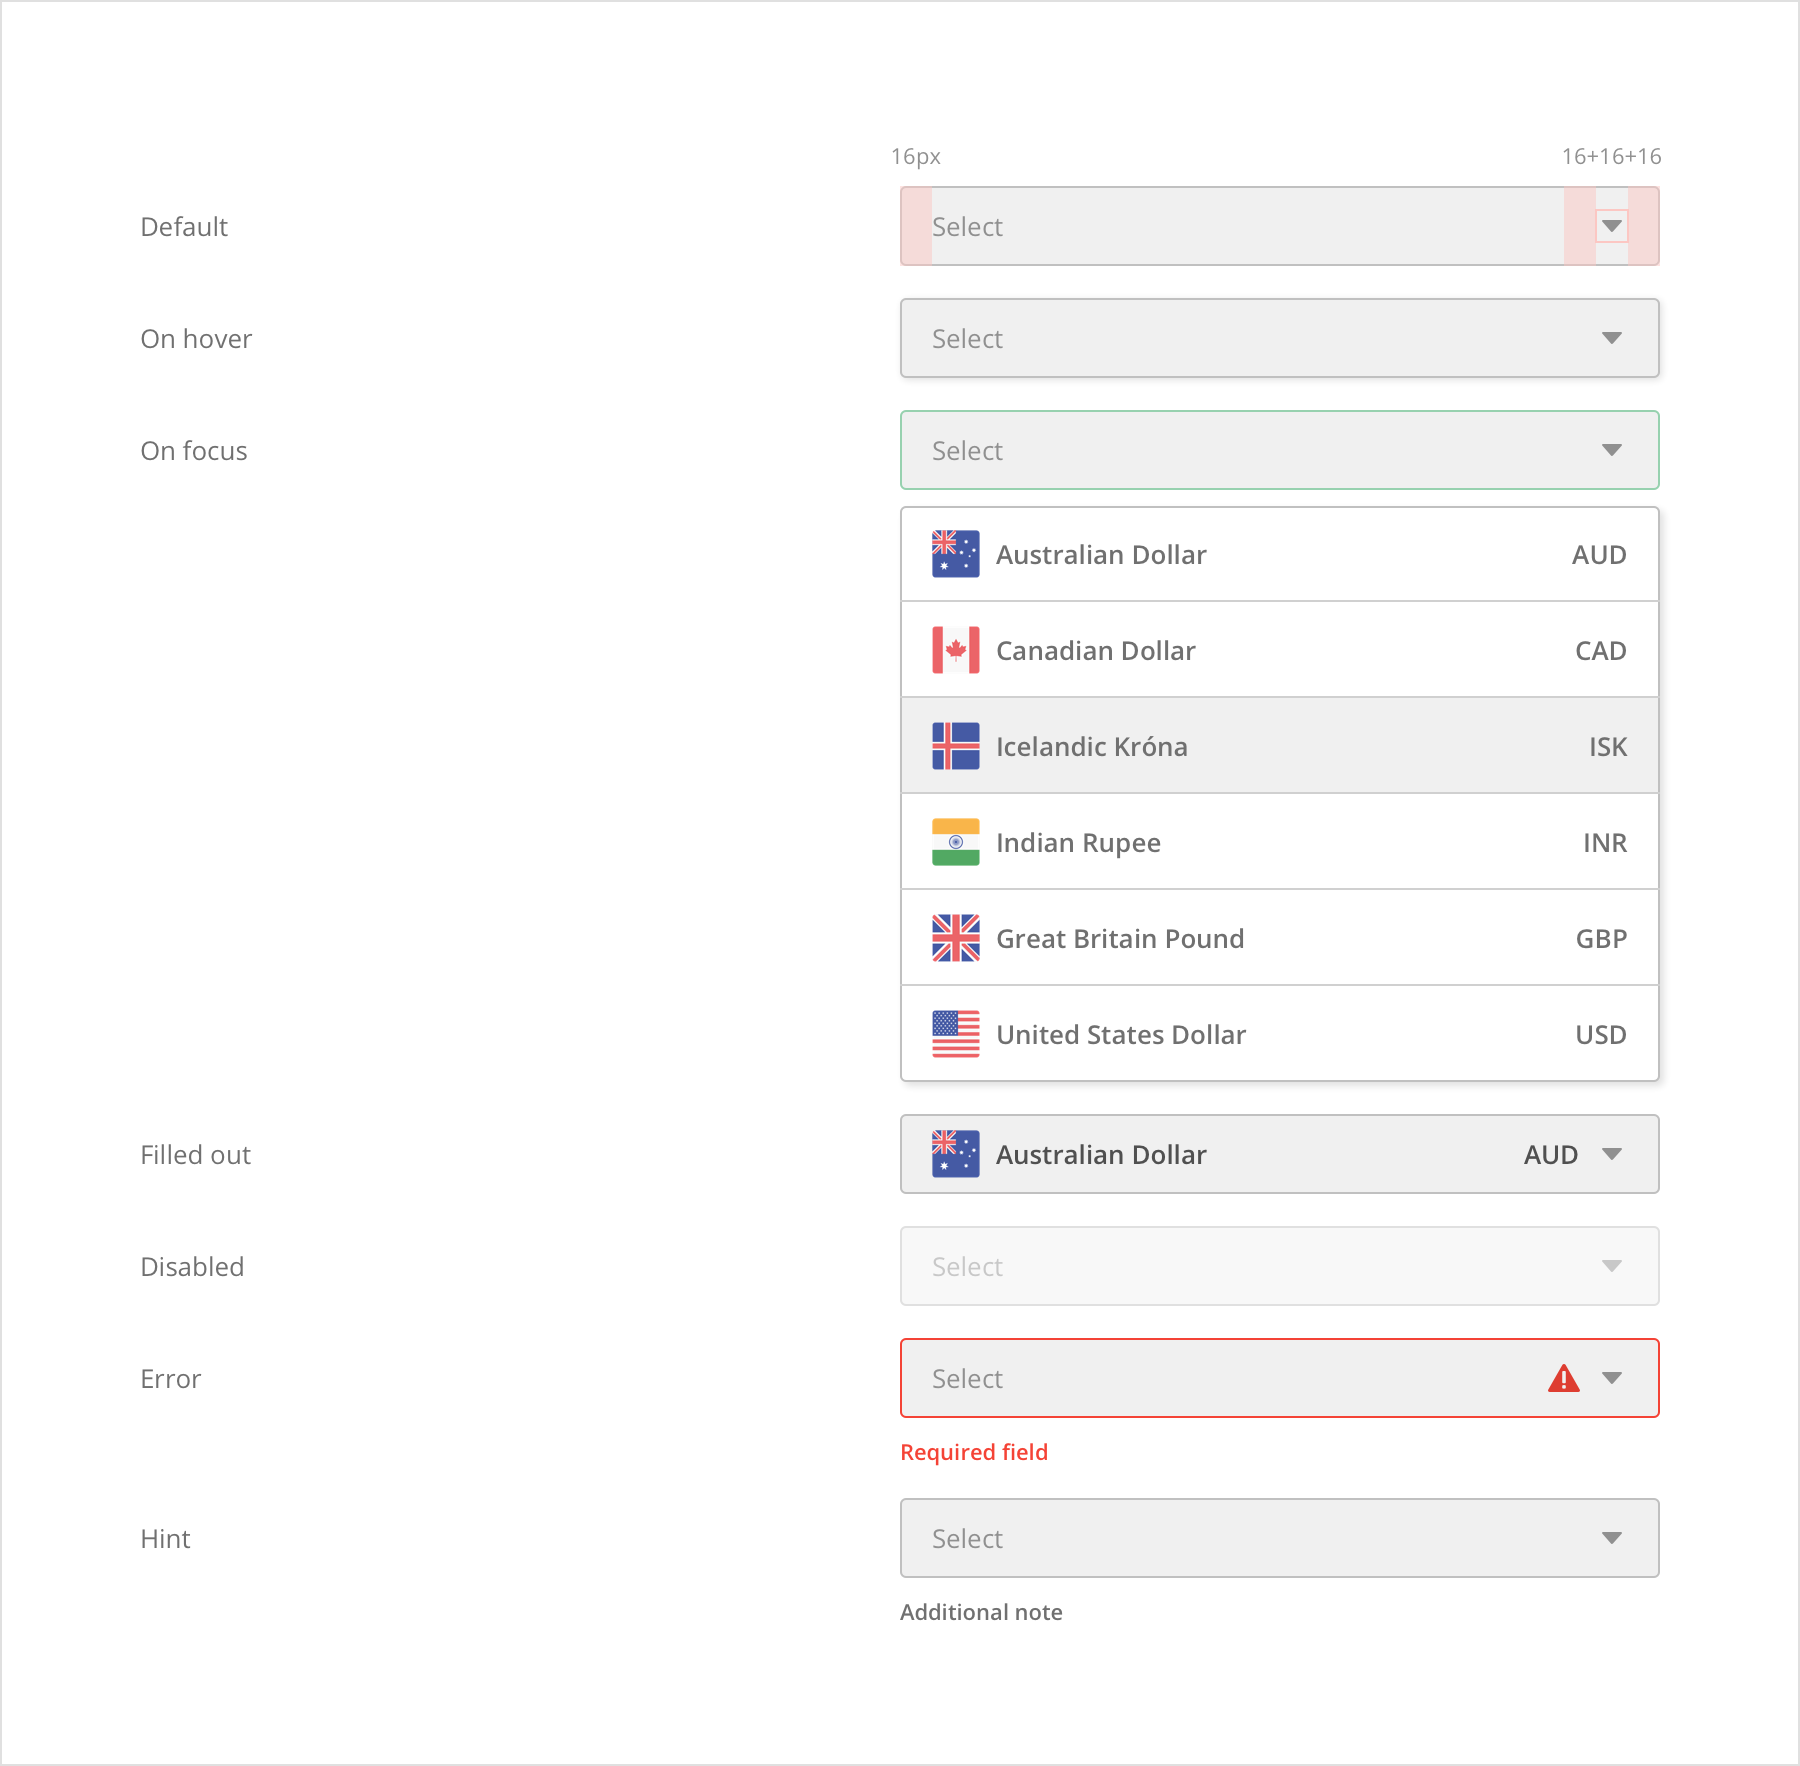 16px 16+16+16
Default Select
On hover Select
On focus Select
Australian Dollar AUD
Canadian Dollar CAD
Icelandic Króna ISK
Indian Rupee INR
Great Britain Pound GBP
United States Dollar USD
Filled out Australian Dollar AUD
Disabled Select
Error Select
Required field
Hint Select
Additional note